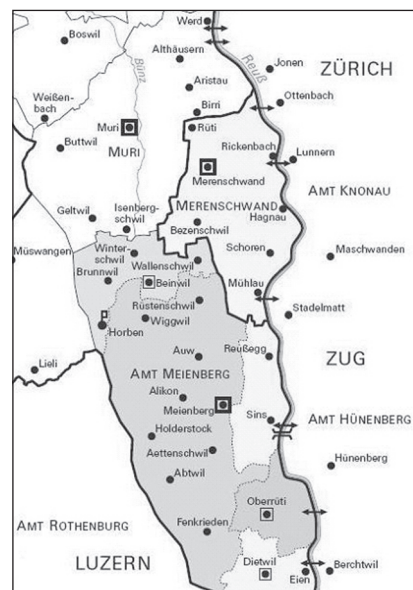 Werd
Boswil
Althäusern
Bünz
Reuß
Jonen
ZÜRICH
Aristau
Ottenbach
Weißen-
bach
Birri
Muri
Rüti
Buttwil
MURI
Rickenbach
Lunnern
Merenschwand
AMT KNONAU
MERENSCHWAND
Geltwil
Isenberg-
schwil
Hagnau
Bezenschwil
Müswangen
Winter-
schwil
Schoren
Maschwanden
Wallenschwil
Brunnwil
Beinwil
Mühlau
Rüstenschwil
Stadelmatt
Wiggwil
Horben
Auw
Reußegg
ZUG
Lieli
AMT MEIENBERG
Alikon
Meienberg
Sins
AMT HÜNENBERG
Holderstock
Aettenschwil
Hünenberg
Abtwil
Oberrüti
AMT ROTHENBURG
Fenkrieden
LUZERN
Dietwil
Eien
Berchtwil